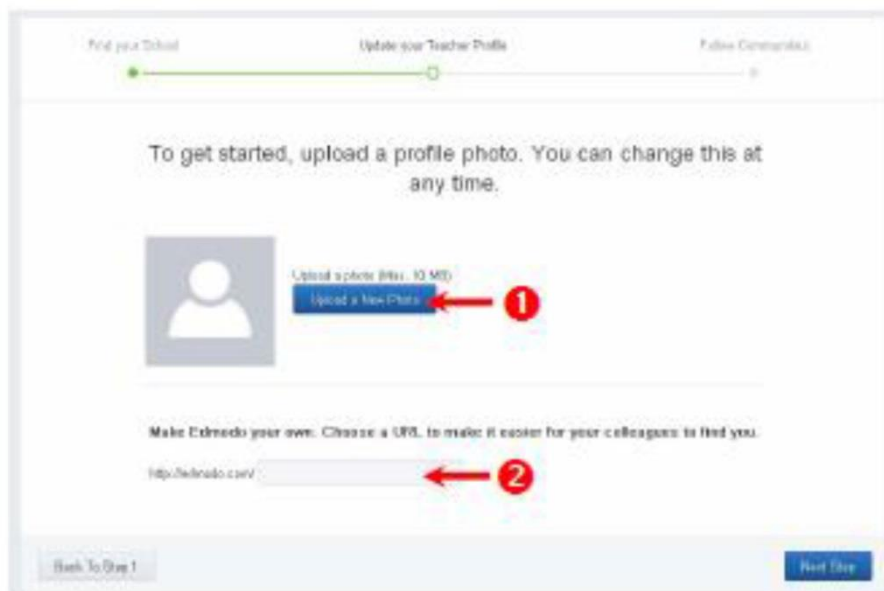 Find your School Update your Teacher Profile Follow Communities
To get started, upload a profile photo. You can change this at
any time.
Upload a photo (Max. 10 MB)
Upload a New Photo
1
Make Edmodo your own. Choose a URL to make it easier for your colleagues to find you.
http://edmodo.com/
2
Back To Step 1 Next Step